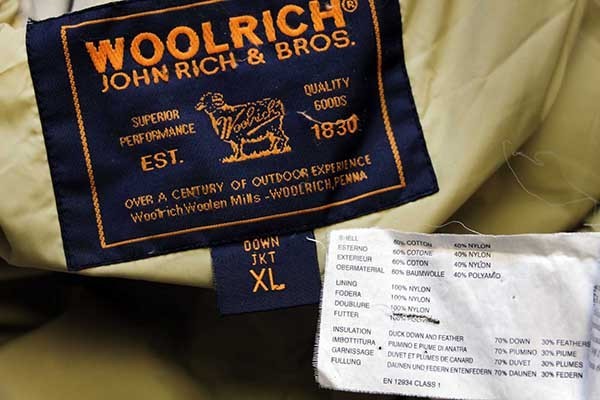 WOOLRICH®
JOHN RICH & BROS.
SUPERIOR
PERFORMANCE
EST.
Woolrich
QUALITY
GOODS
1830
OVER A CENTURY OF OUTDOOR EXPERIENCE
Woolrich Woolen Mills - WOOLRICH, PENNA
DOWN
JKT
XL
SHELL 60% COTTON 40% NYLON
ESTERNO 60% COTONE 40% NYLON
EXTERIEUR 60% COTON 40% NYLON
OBERMATERIAL 60% BAUMWOLLE 40% POLYAMID
LINING 100% NYLON
FODERA 100% NYLON
DOUBLURE 100% NYLON
FUTTER 100%
INSULATION DUCK DOWN AND FEATHER 70% DOWN 30% FEATHERS
IMBOTTITURA PIUMINO E PIUME DI ANATRA 70% PIUMINO 30% PIUME
GARNISSAGE DUVET ET PLUMES DE CANARD 70% DUVET 30% PLUMES
FULLUNG DAUNEN UND FEDERN ENTENFEDERN 70% DAUNEN 30% FEDERN
EN 12934 CLASS 1